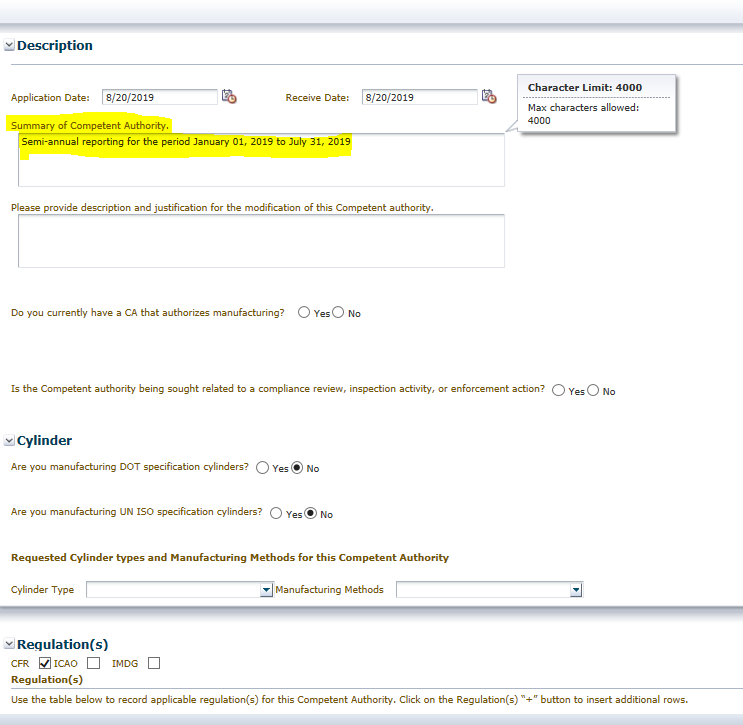 Description
Application Date: 8/20/2019 Receive Date: 8/20/2019
Character Limit: 4000
Max characters allowed:
4000
Summary of Competent Authority.
Semi-annual reporting for the period January 01, 2019 to July 31, 2019
Please provide description and justification for the modification of this Competent authority.
Do you currently have a CA that authorizes manufacturing? Yes No
Is the Competent authority being sought related to a compliance review, inspection activity, or enforcement action? Yes No
Cylinder
Are you manufacturing DOT specification cylinders? Yes No
Are you manufacturing UN ISO specification cylinders? Yes No
Requested Cylinder types and Manufacturing Methods for this Competent Authority
Cylinder Type Manufacturing Methods
Regulation(s)
CFR ICAO IMDG
Regulation(s)
Use the table below to record applicable regulation(s) for this Competent Authority. Click on the Regulation(s) "+" button to insert additional rows.